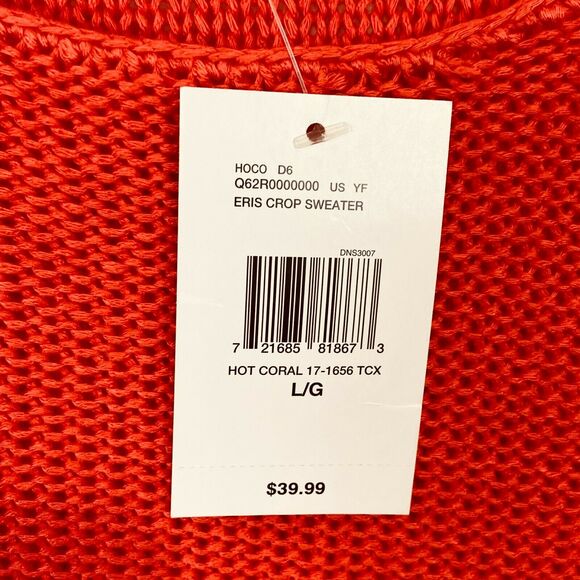 HOCO D6
Q62R0000000 US YF
ERIS CROP SWEATER
DNS3007
7 21685 81867 3
HOT CORAL 17-1656 TCX
L/G
$39.99